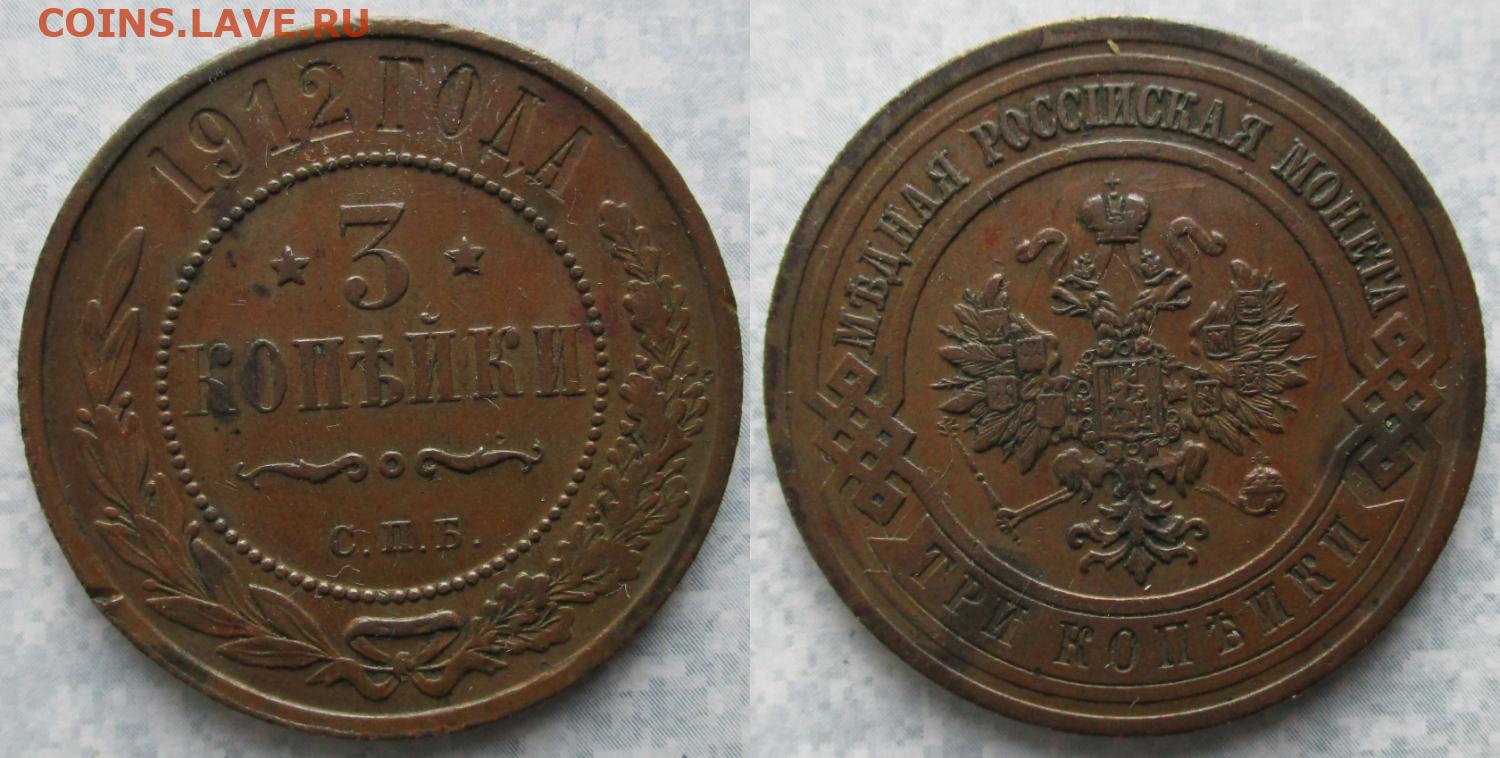 COINS.LAVE.RU
1912 ГОДА
3
КОПѢЙКИ
С.П.Б.
МѢДНАЯ РОССІЙСКАЯ МОНЕТА
ТРИ КОПѢЙКИ